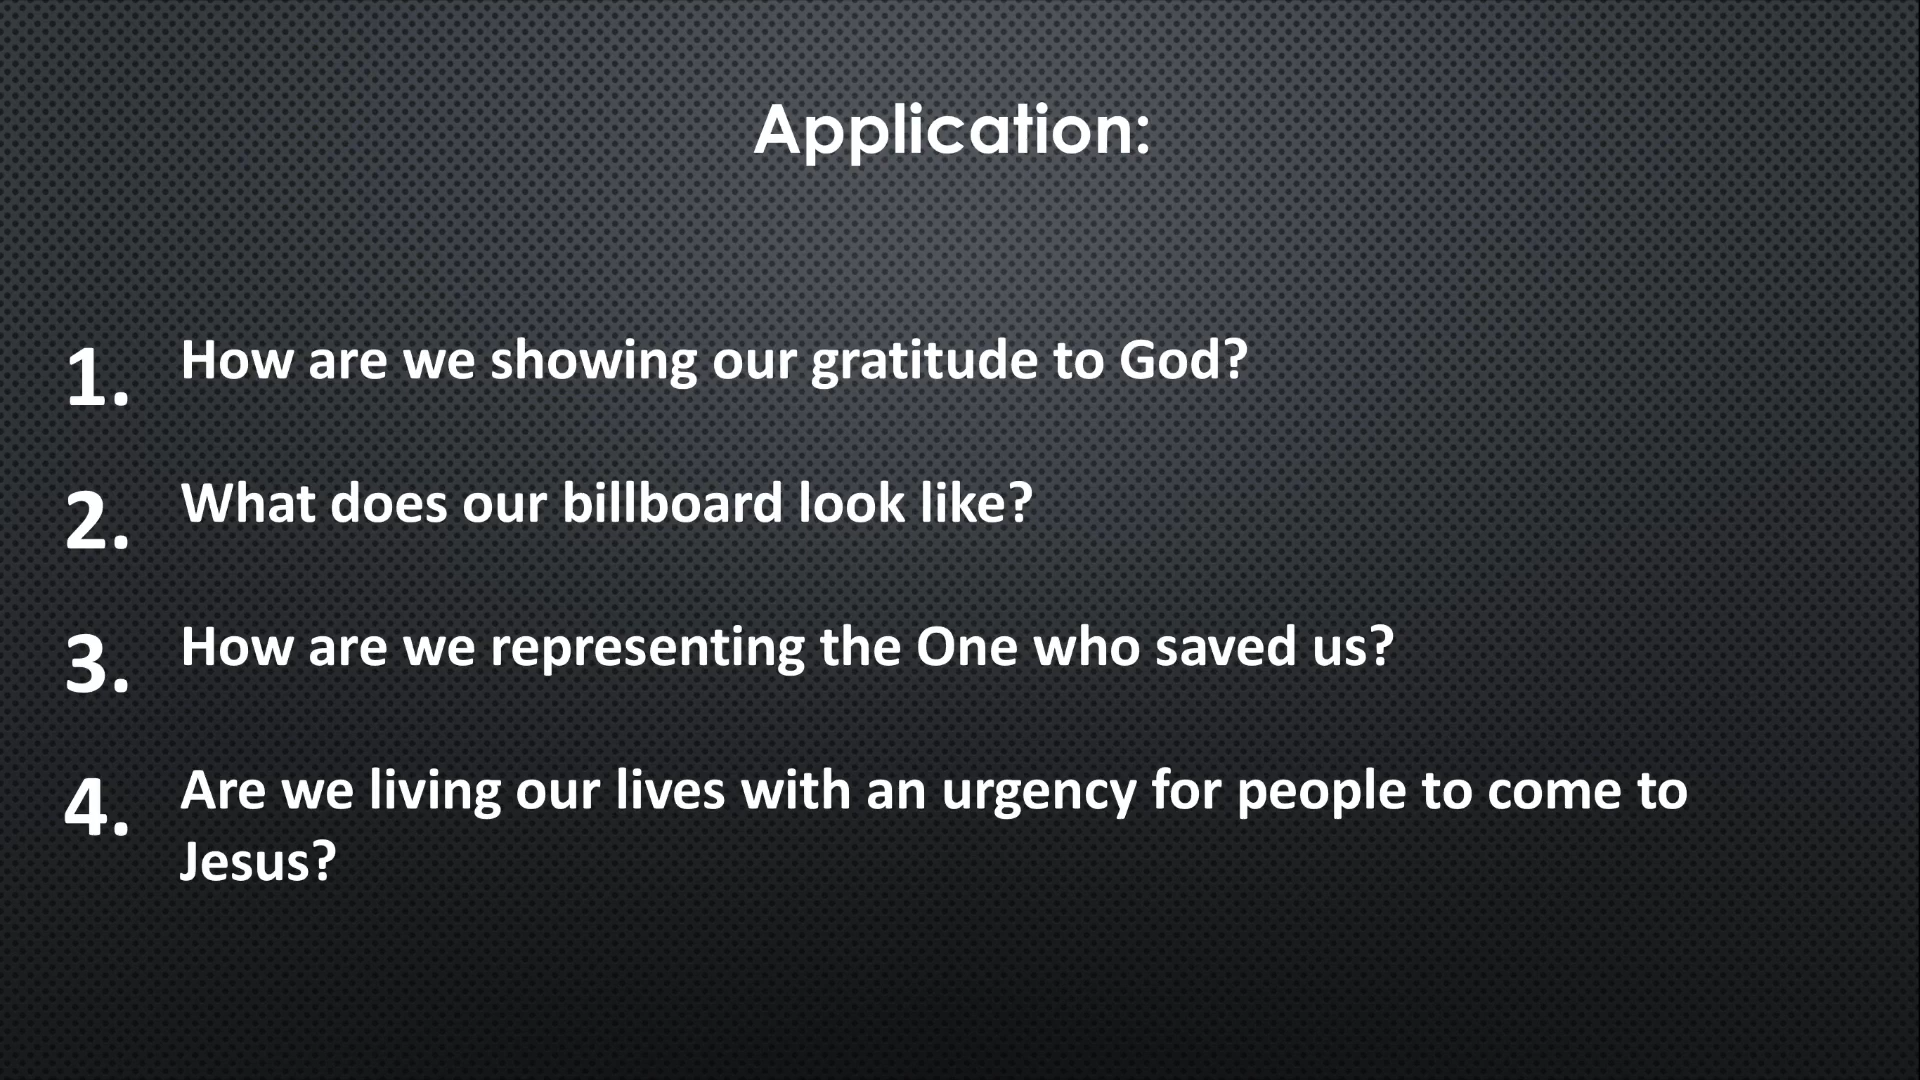 Application:
1. How are we showing our gratitude to God?
2. What does our billboard look like?
3. How are we representing the One who saved us?
4. Are we living our lives with an urgency for people to come to
Jesus?